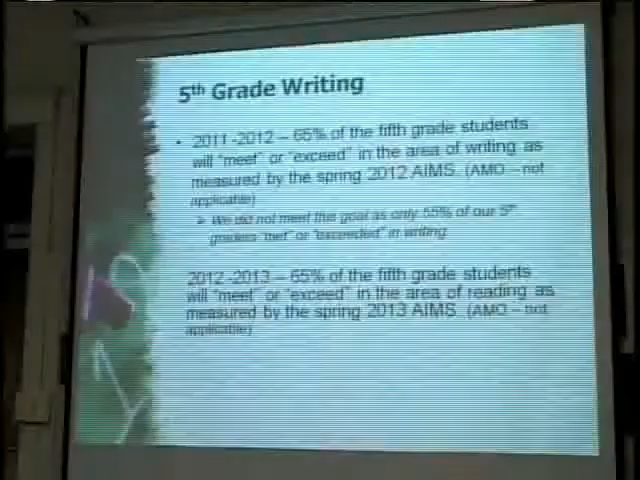 5th Grade Writing
• 2011-2012 – 65% of the fifth grade students
will "meet" or "exceed" in the area of writing as
measured by the spring 2012 AIMS. (AMO – not
applicable)
➢ We did not meet the goal as only 55% of our 5th
graders "met" or "exceeded" in writing
2012-2013 – 65% of the fifth grade students
will "meet" or "exceed" in the area of reading as
measured by the spring 2013 AIMS. (AMO – not
applicable)